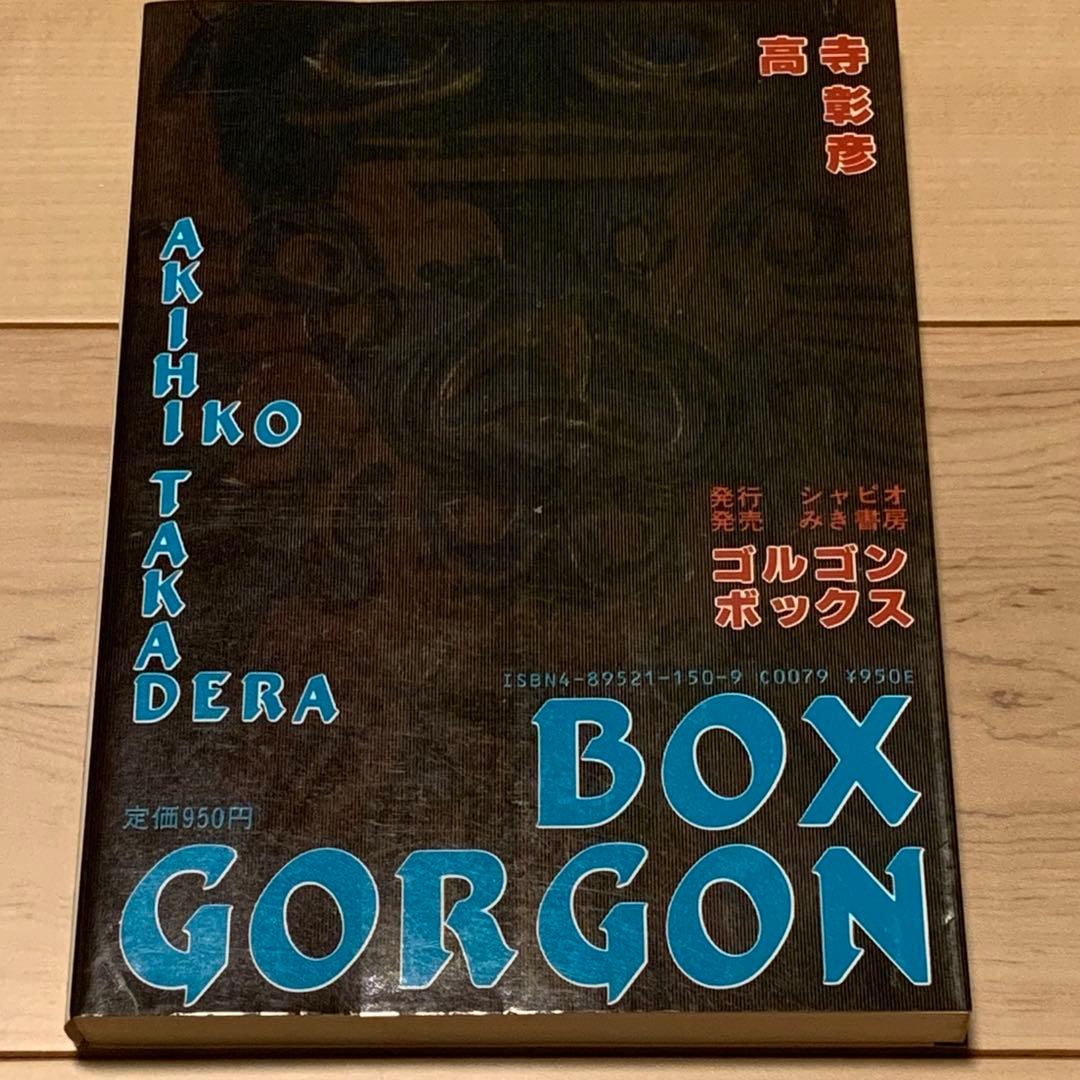 高寺
彰
彦
AKIHIKO
TAKADERA
発行 シャピオ
発売 みき書房
ゴルゴン
ボックス
ISBN4-89521-150-9 C0079 ¥950E
BOX
定価950円
GORGON